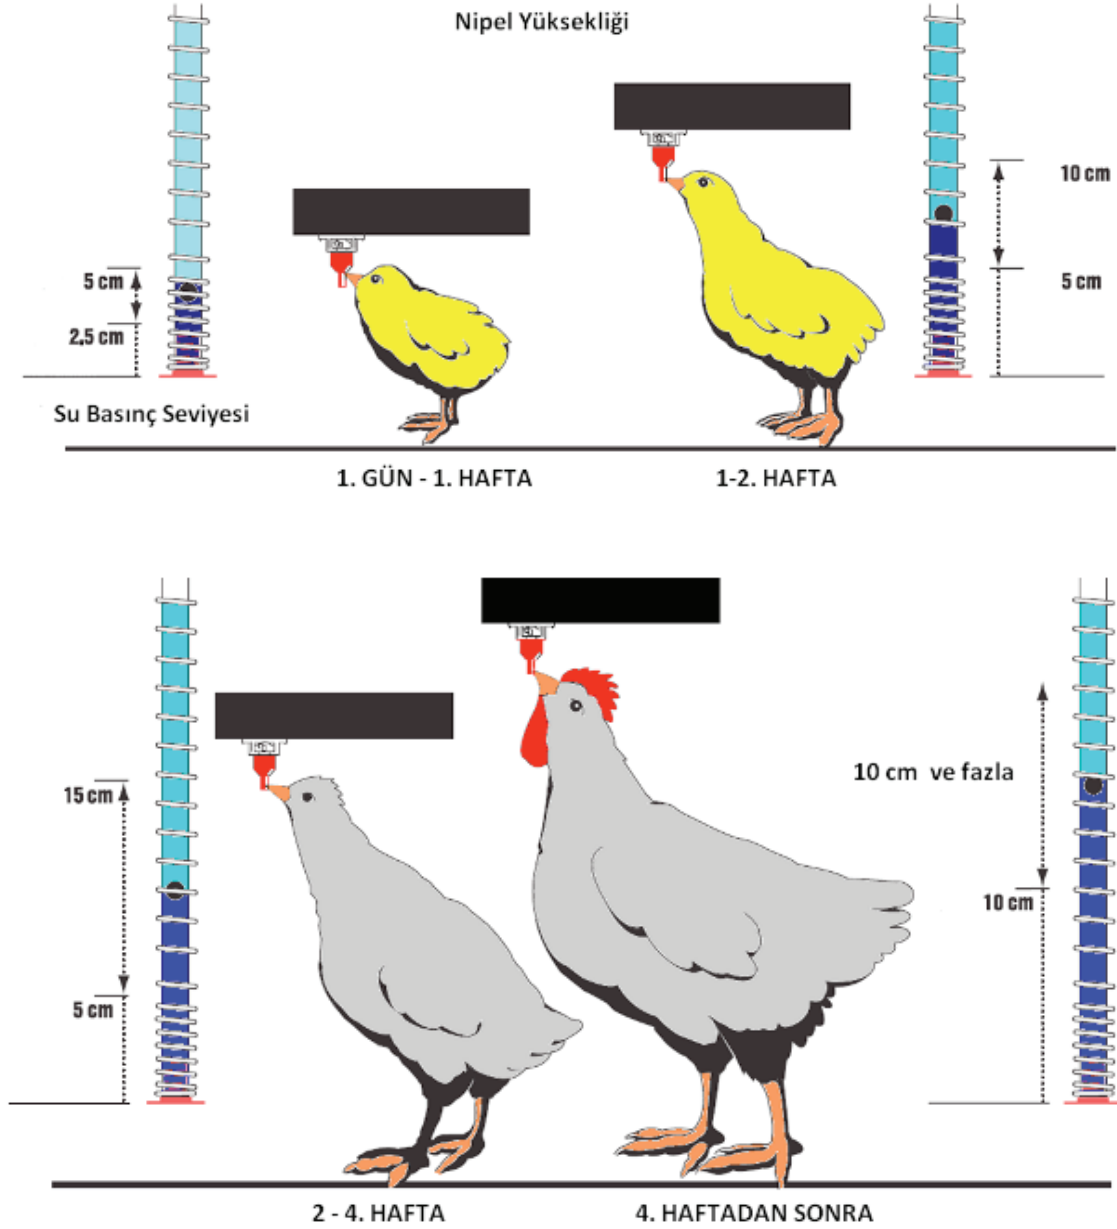 Nipel Yüksekliği
10 cm
5 cm
5 cm
2,5 cm
Su Basınç Seviyesi
1. GÜN - 1. HAFTA
1-2. HAFTA
15 cm
10 cm ve fazla
10 cm
5 cm
2 - 4. HAFTA
4. HAFTADAN SONRA